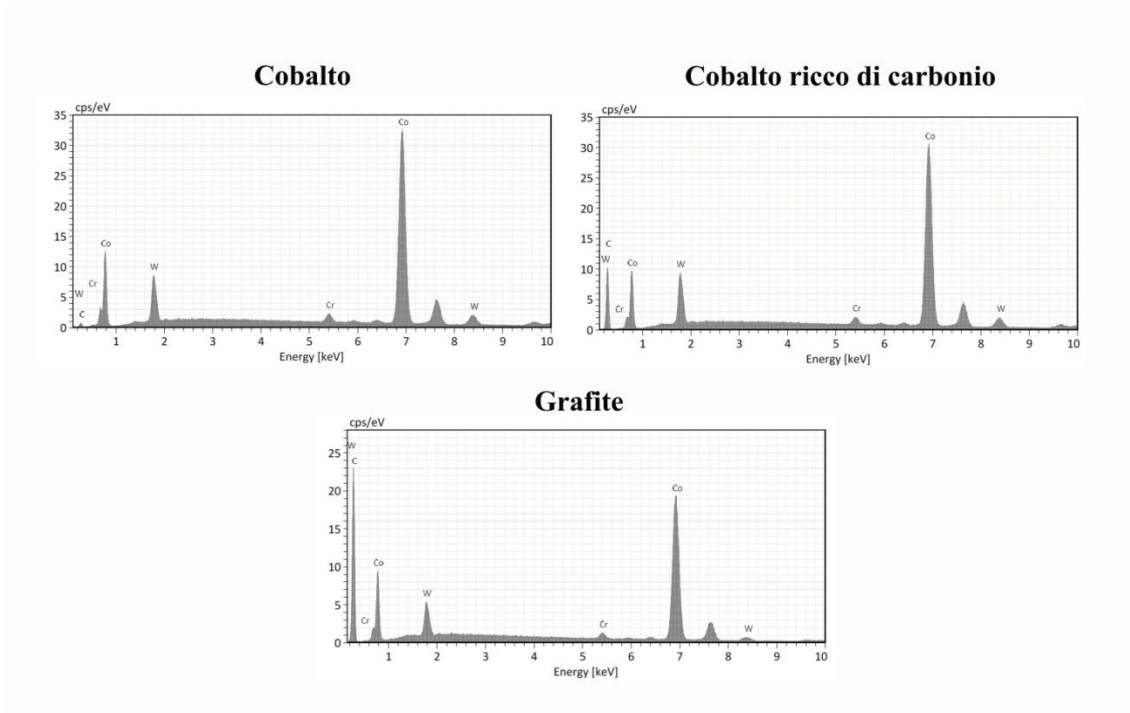 Cobalto
cps/eV
35
30
25
20
15
10
5
0
W
C
Cr
Co
W
Cr
Co
W
1 2 3 4 5 6 7 8 9 10
Energy [keV]
Cobalto ricco di carbonio
cps/eV
35
30
25
20
15
10
5
0
C
W
Cr
Co
W
Cr
Co
W
1 2 3 4 5 6 7 8 9 10
Energy [keV]
Grafite
cps/eV
25
20
15
10
5
0
W
C
Cr
Co
W
Cr
Co
W
1 2 3 4 5 6 7 8 9 10
Energy [keV]